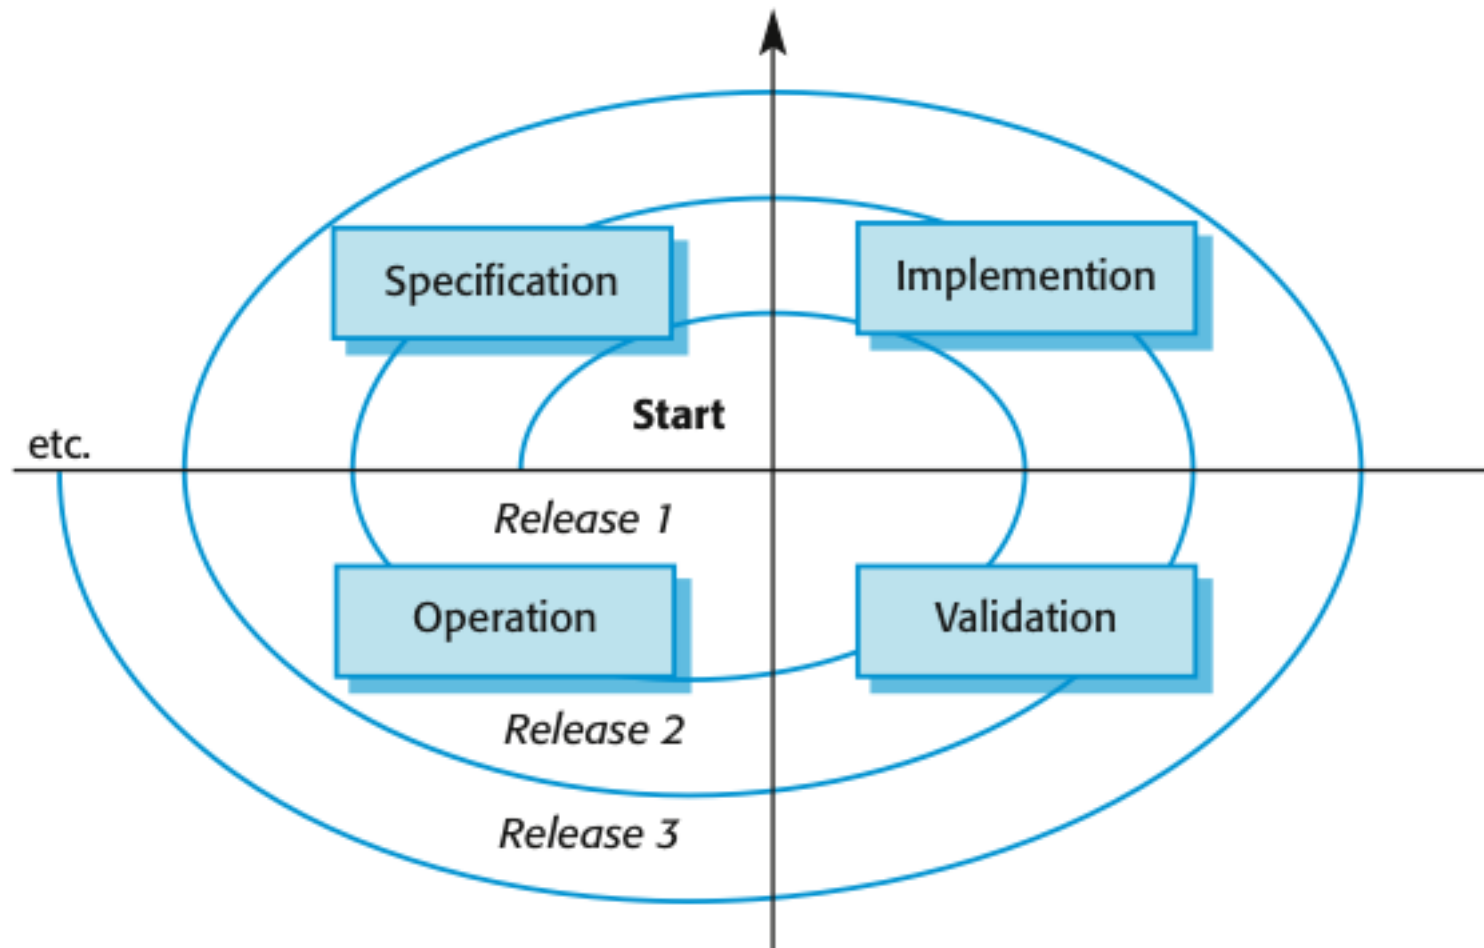 Specification
Implemention
Start
etc.
Release 1
Operation
Validation
Release 2
Release 3